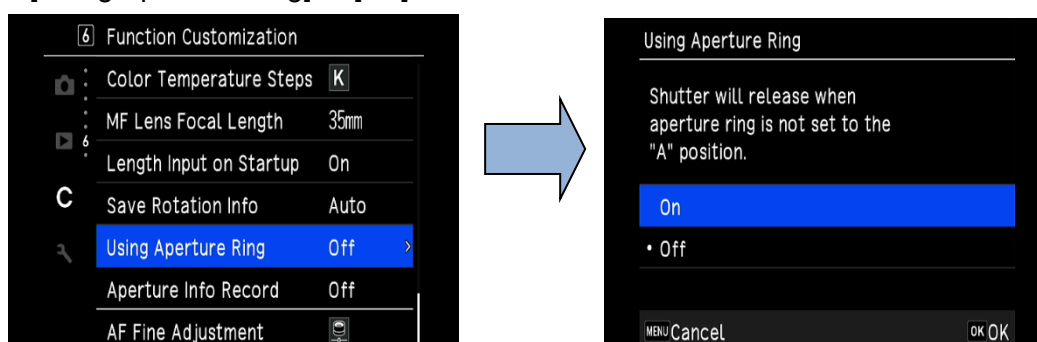 6 Function Customization
Color Temperature Steps K
MF Lens Focal Length 35mm
6
Length Input on Startup On
C
Save Rotation Info Auto
Using Aperture Ring Off >
Aperture Info Record Off
AF Fine Adjustment
Using Aperture Ring
Shutter will release when
aperture ring is not set to the
"A" position.
On
• Off
MENU Cancel
OK OK